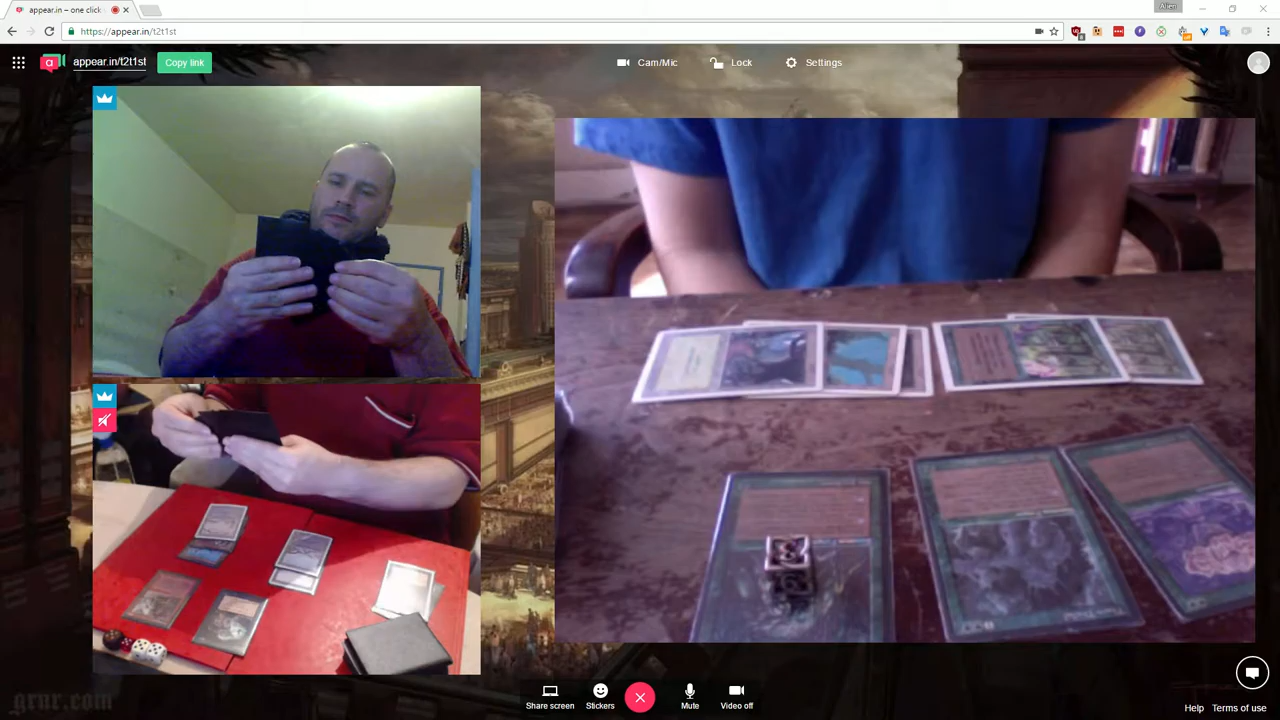 appear.in – one click
Alien
https://appear.in/t2t1st
appear.in/t2t1st
Copy link
Cam/Mic
Lock
Settings
Share screen
Stickers
Mute
Video off
Help
Terms of use
grur.com